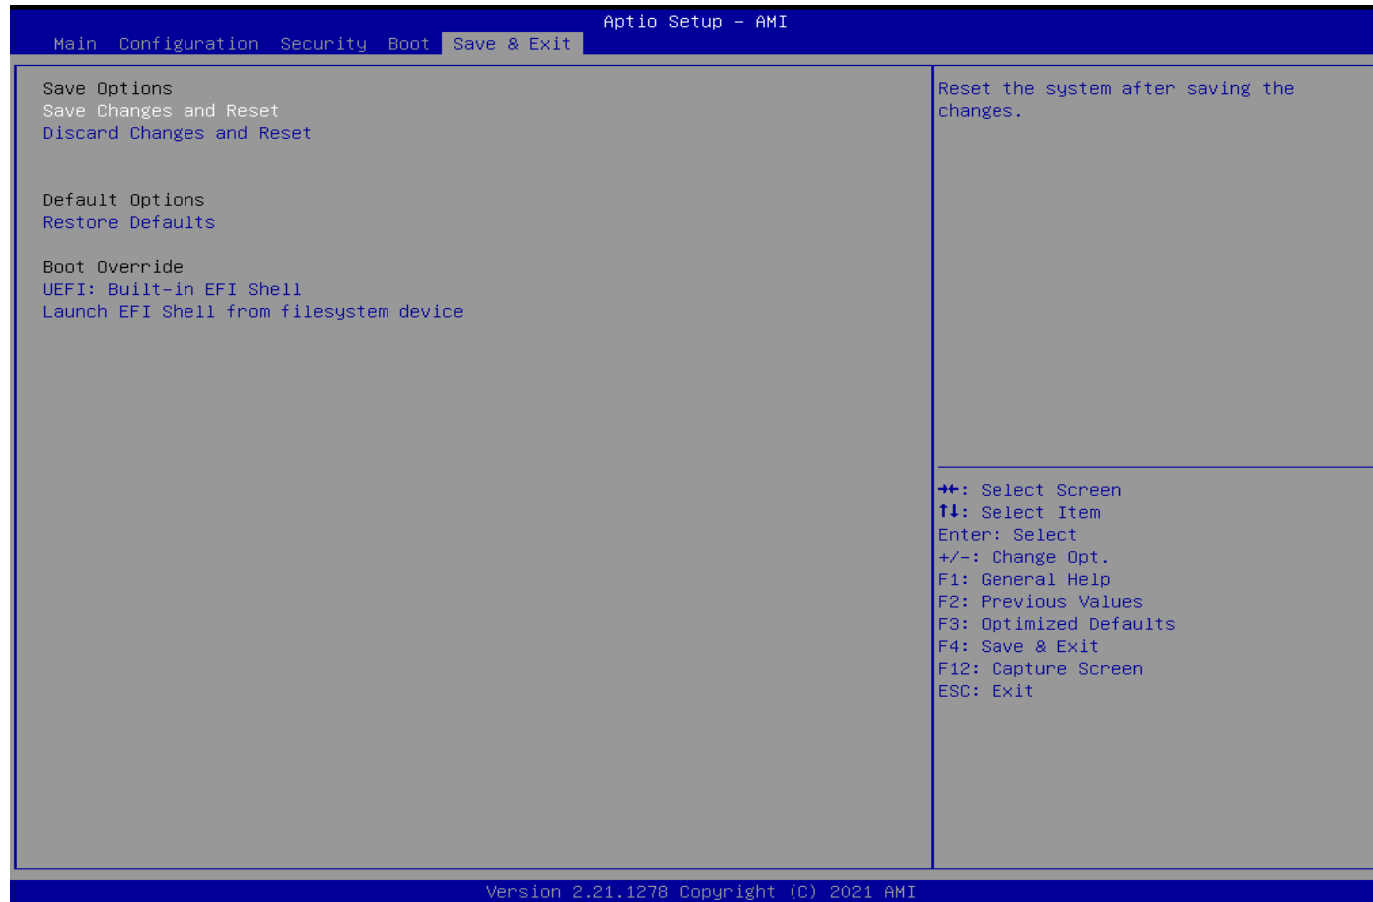 Aptio Setup – AMI
Main Configuration Security Boot Save & Exit
Save Options
Save Changes and Reset
Discard Changes and Reset
Default Options
Restore Defaults
Boot Override
UEFI: Built-in EFI Shell
Launch EFI Shell from filesystem device
Reset the system after saving the
changes.
→←: Select Screen
↑↓: Select Item
Enter: Select
+/-: Change Opt.
F1: General Help
F2: Previous Values
F3: Optimized Defaults
F4: Save & Exit
F12: Capture Screen
ESC: Exit
Version 2.21.1278 Copyright (C) 2021 AMI